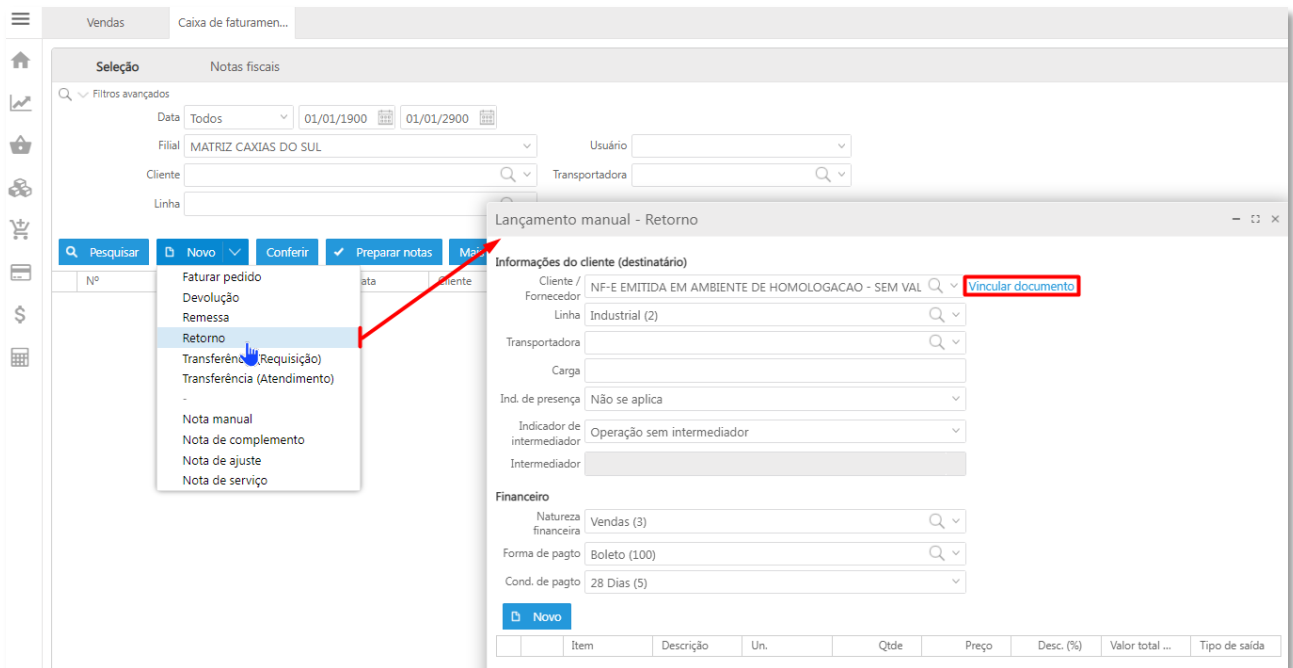 Vendas
Caixa de faturamen...
Seleção
Notas fiscais
Filtros avançados
Data Todos 01/01/1900 01/01/2900
Filial MATRIZ CAXIAS DO SUL Usuário
Cliente Transportadora
Linha
Pesquisar Novo Conferir Preparar notas
Nº Cliente
Faturar pedido
Devolução
Remessa
Retorno
Transferência (Requisição)
Transferência (Atendimento)
-
Nota manual
Nota de complemento
Nota de ajuste
Nota de serviço
Lançamento manual - Retorno
Informações do cliente (destinatário)
Cliente /
Fornecedor
NF-E EMITIDA EM AMBIENTE DE HOMOLOGACAO - SEM VAL
Vincular documento
Linha Industrial (2)
Transportadora
Carga
Ind. de presença Não se aplica
Indicador de
intermediador
Operação sem intermediador
Intermediador
Financeiro
Natureza
financeira
Vendas (3)
Forma de pagto Boleto (100)
Cond. de pagto 28 Dias (5)
Novo
Item Descrição Un. Qtde Preço Desc. (%) Valor total ... Tipo de saída